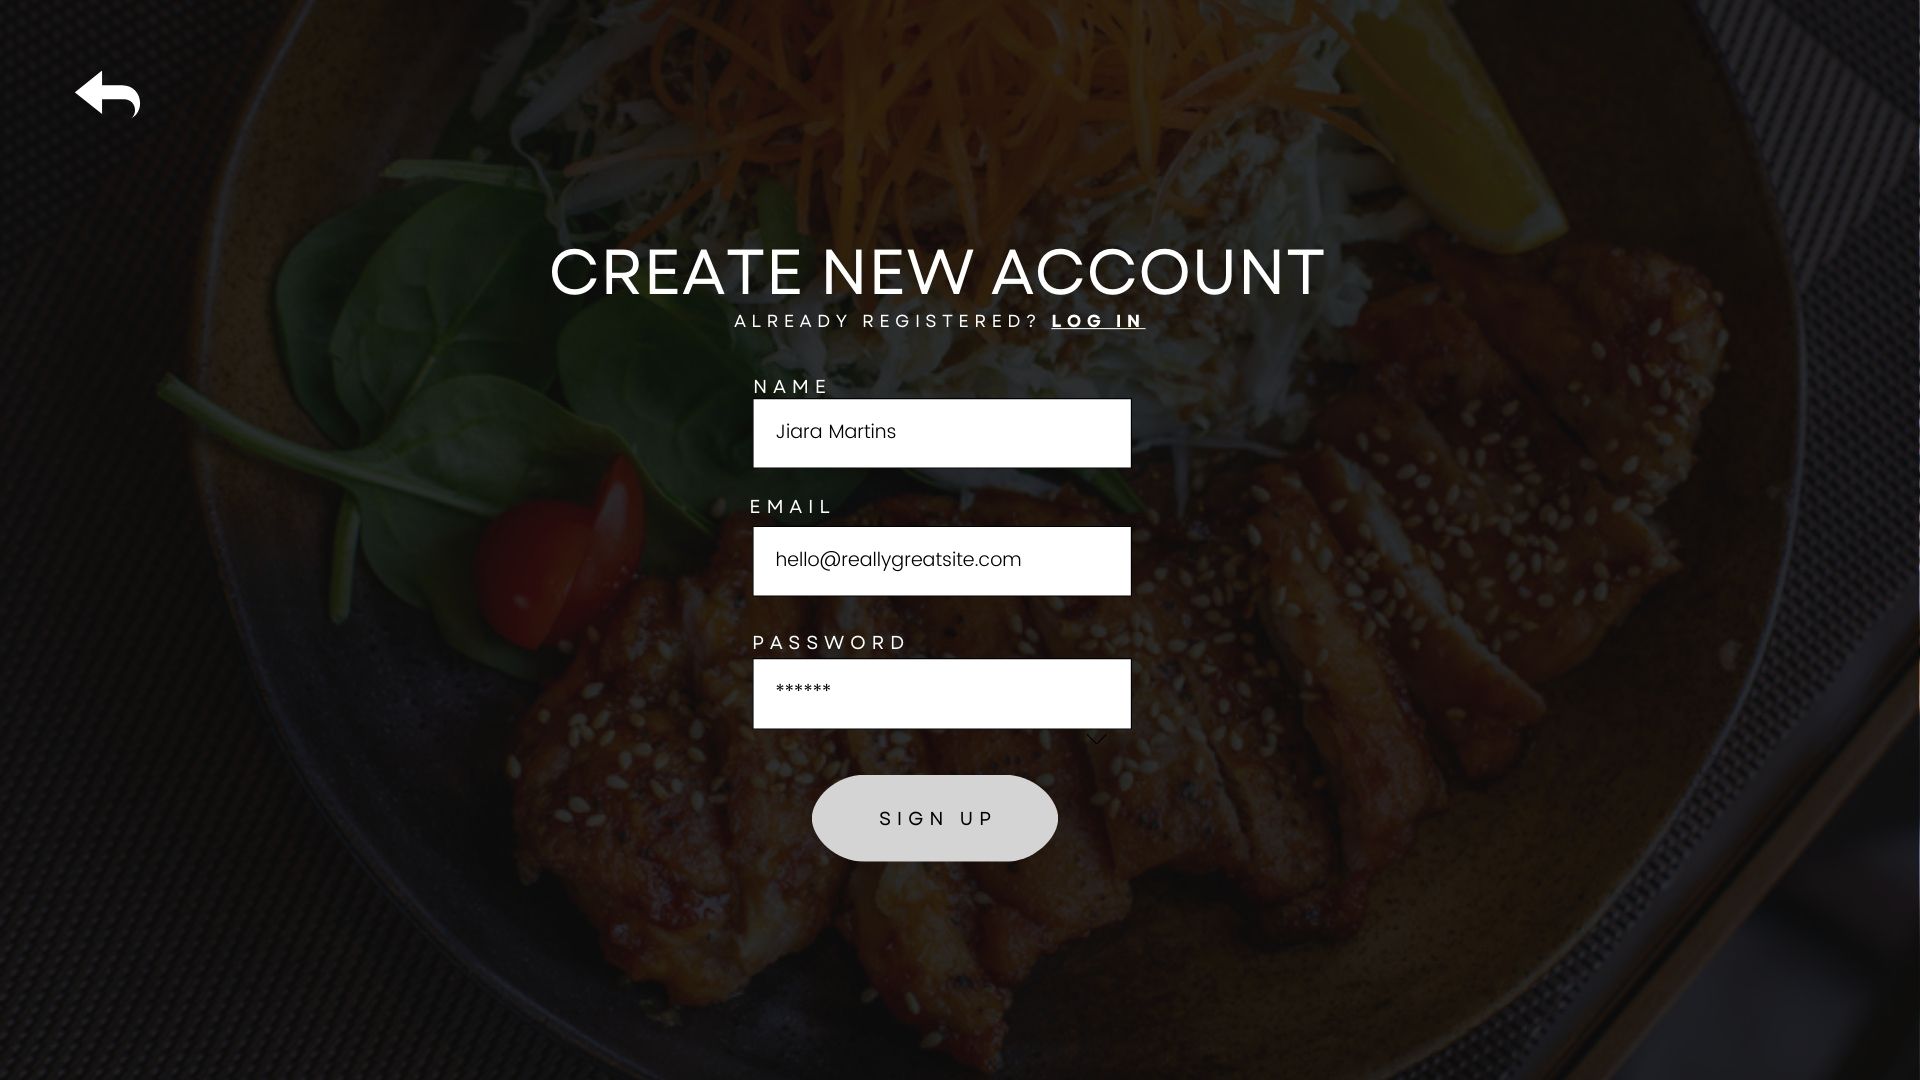 CREATE NEW ACCOUNT
ALREADY REGISTERED? LOG IN
NAME
Jiara Martins
EMAIL
hello@reallygreatsite.com
PASSWORD
******
SIGN UP